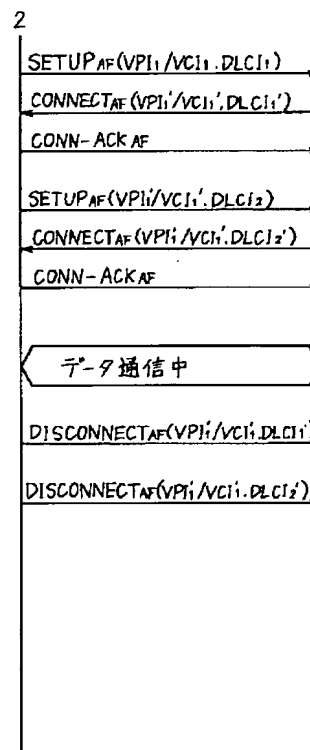 2
SETUPAF(VPI₁/VCI₁.DLCI₁)
CONNECTAF(VPI₁'/VCI₁'.DLCI₁')
CONN-ACKAF
SETUPAF(VPI₁'/VCI₁'.DLCI₂)
CONNECTAF(VPI₁'/VCI₁'.DLCI₂')
CONN-ACKAF
データ通信中
DISCONNECTAF(VPI₁'/VCI₁'.DLCI₁')
DISCONNECTAF(VPI₁'/VCI₁'.DLCI₂')